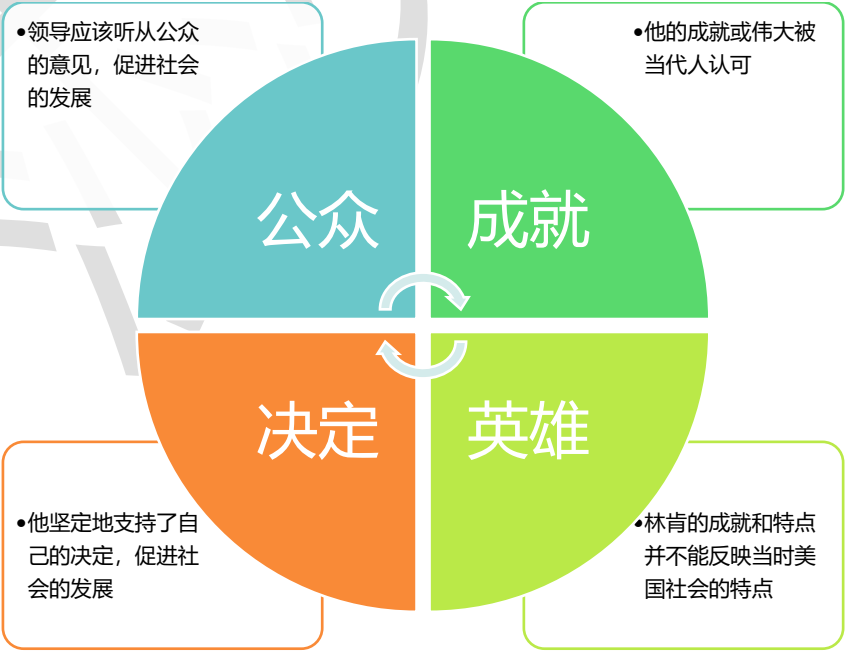 •领导应该听从公众
的意见，促进社会
的发展
•他的成就或伟大被
当代人认可
公众
成就
决定
英雄
•他坚定地支持了自
己的决定，促进社
会的发展
•林肯的成就和特点
并不能反映当时美
国社会的特点